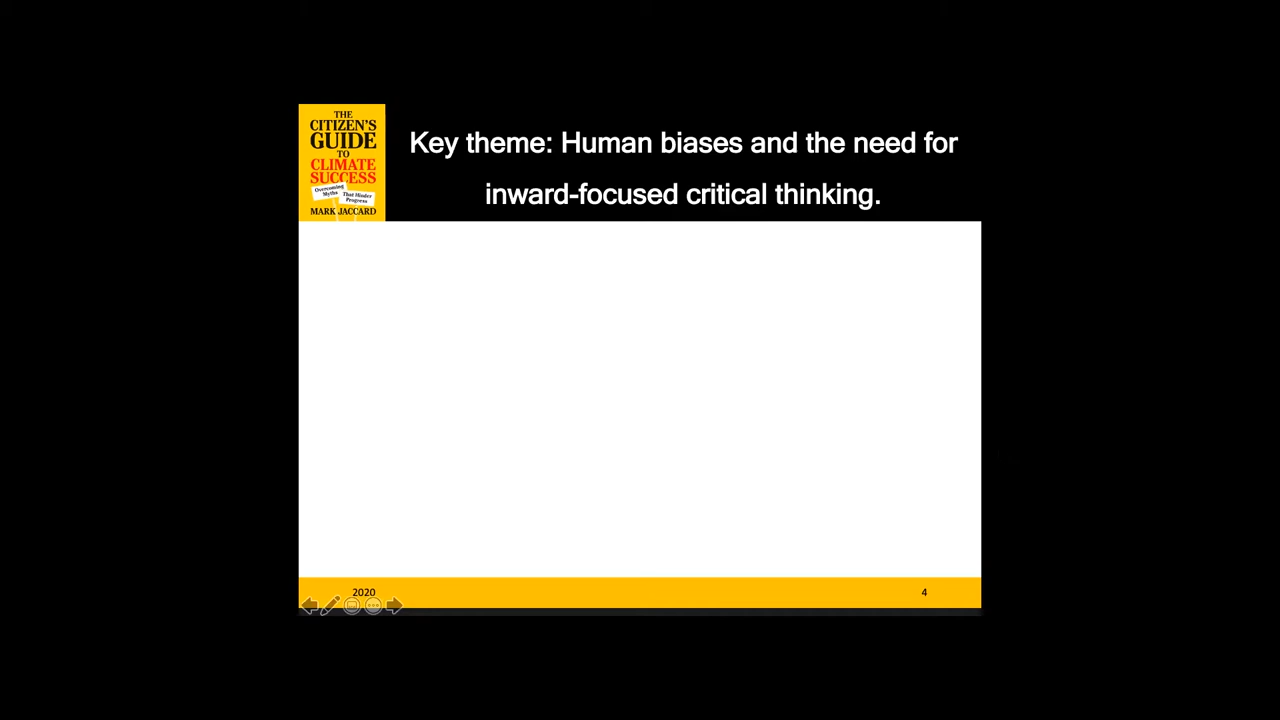 THE
CITIZEN'S
GUIDE
TO
CLIMATE
SUCCESS
Overcoming
Myths
That Hinder
Progress
MARK JACCARD
Key theme: Human biases and the need for
inward-focused critical thinking.
2020
4